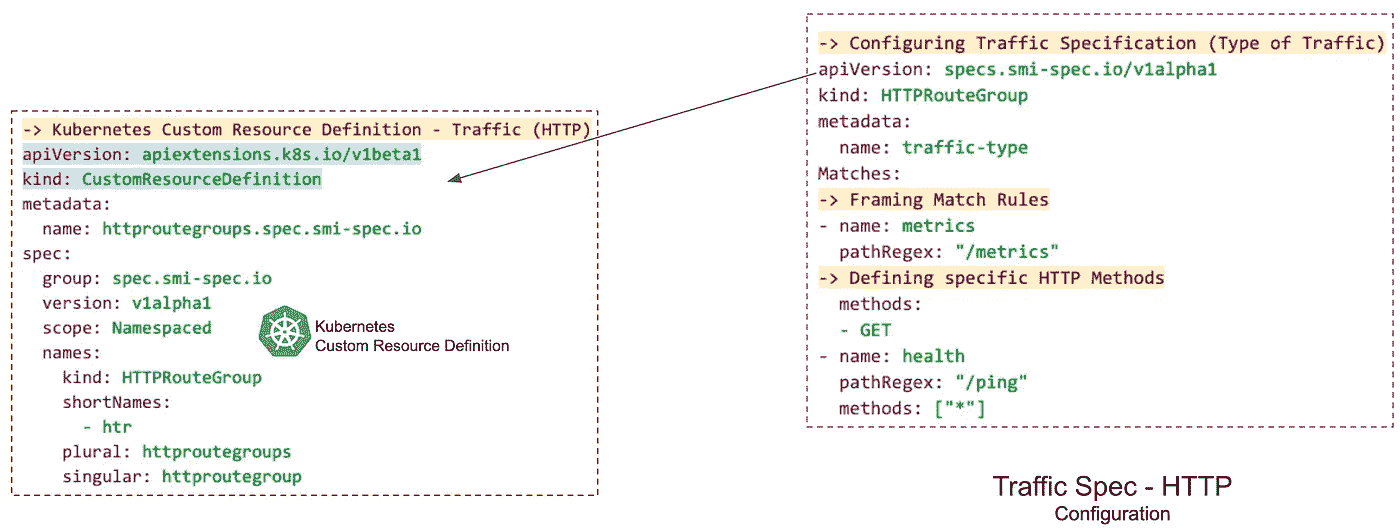 -> Kubernetes Custom Resource Definition - Traffic (HTTP)
apiVersion: apiextensions.k8s.io/v1beta1
kind: CustomResourceDefinition
metadata:
  name: httproutegroups.spec.smi-spec.io
spec:
  group: spec.smi-spec.io
  version: v1alpha1
  scope: Namespaced
  names:
    kind: HTTPRouteGroup
    shortNames:
      - htr
    plural: httproutegroups
    singular: httproutegroup
Kubernetes
Custom Resource Definition
-> Configuring Traffic Specification (Type of Traffic)
apiVersion: specs.smi-spec.io/v1alpha1
kind: HTTPRouteGroup
metadata:
  name: traffic-type
Matches:
-> Framing Match Rules
- name: metrics
  pathRegex: "/metrics"
-> Defining specific HTTP Methods
  methods:
  - GET
- name: health
  pathRegex: "/ping"
  methods: ["*"]
Traffic Spec - HTTP
Configuration